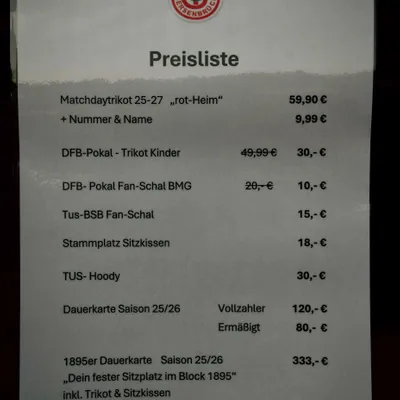 BERSENBRÜCK
Preisliste
Matchdaytrikot 25-27 „rot-Heim“ 59,90 €
+ Nummer & Name 9,99 €
DFB-Pokal - Trikot Kinder 49,99 € 30,- €
DFB- Pokal Fan-Schal BMG 20,- € 10,- €
Tus-BSB Fan-Schal 15,- €
Stammplatz Sitzkissen 18,- €
TUS- Hoody 30,- €
Dauerkarte Saison 25/26 Vollzahler 120,- €
Ermäßigt 80,- €
1895er Dauerkarte Saison 25/26 333,- €
„Dein fester Sitzplatz im Block 1895“
inkl. Trikot & Sitzkissen